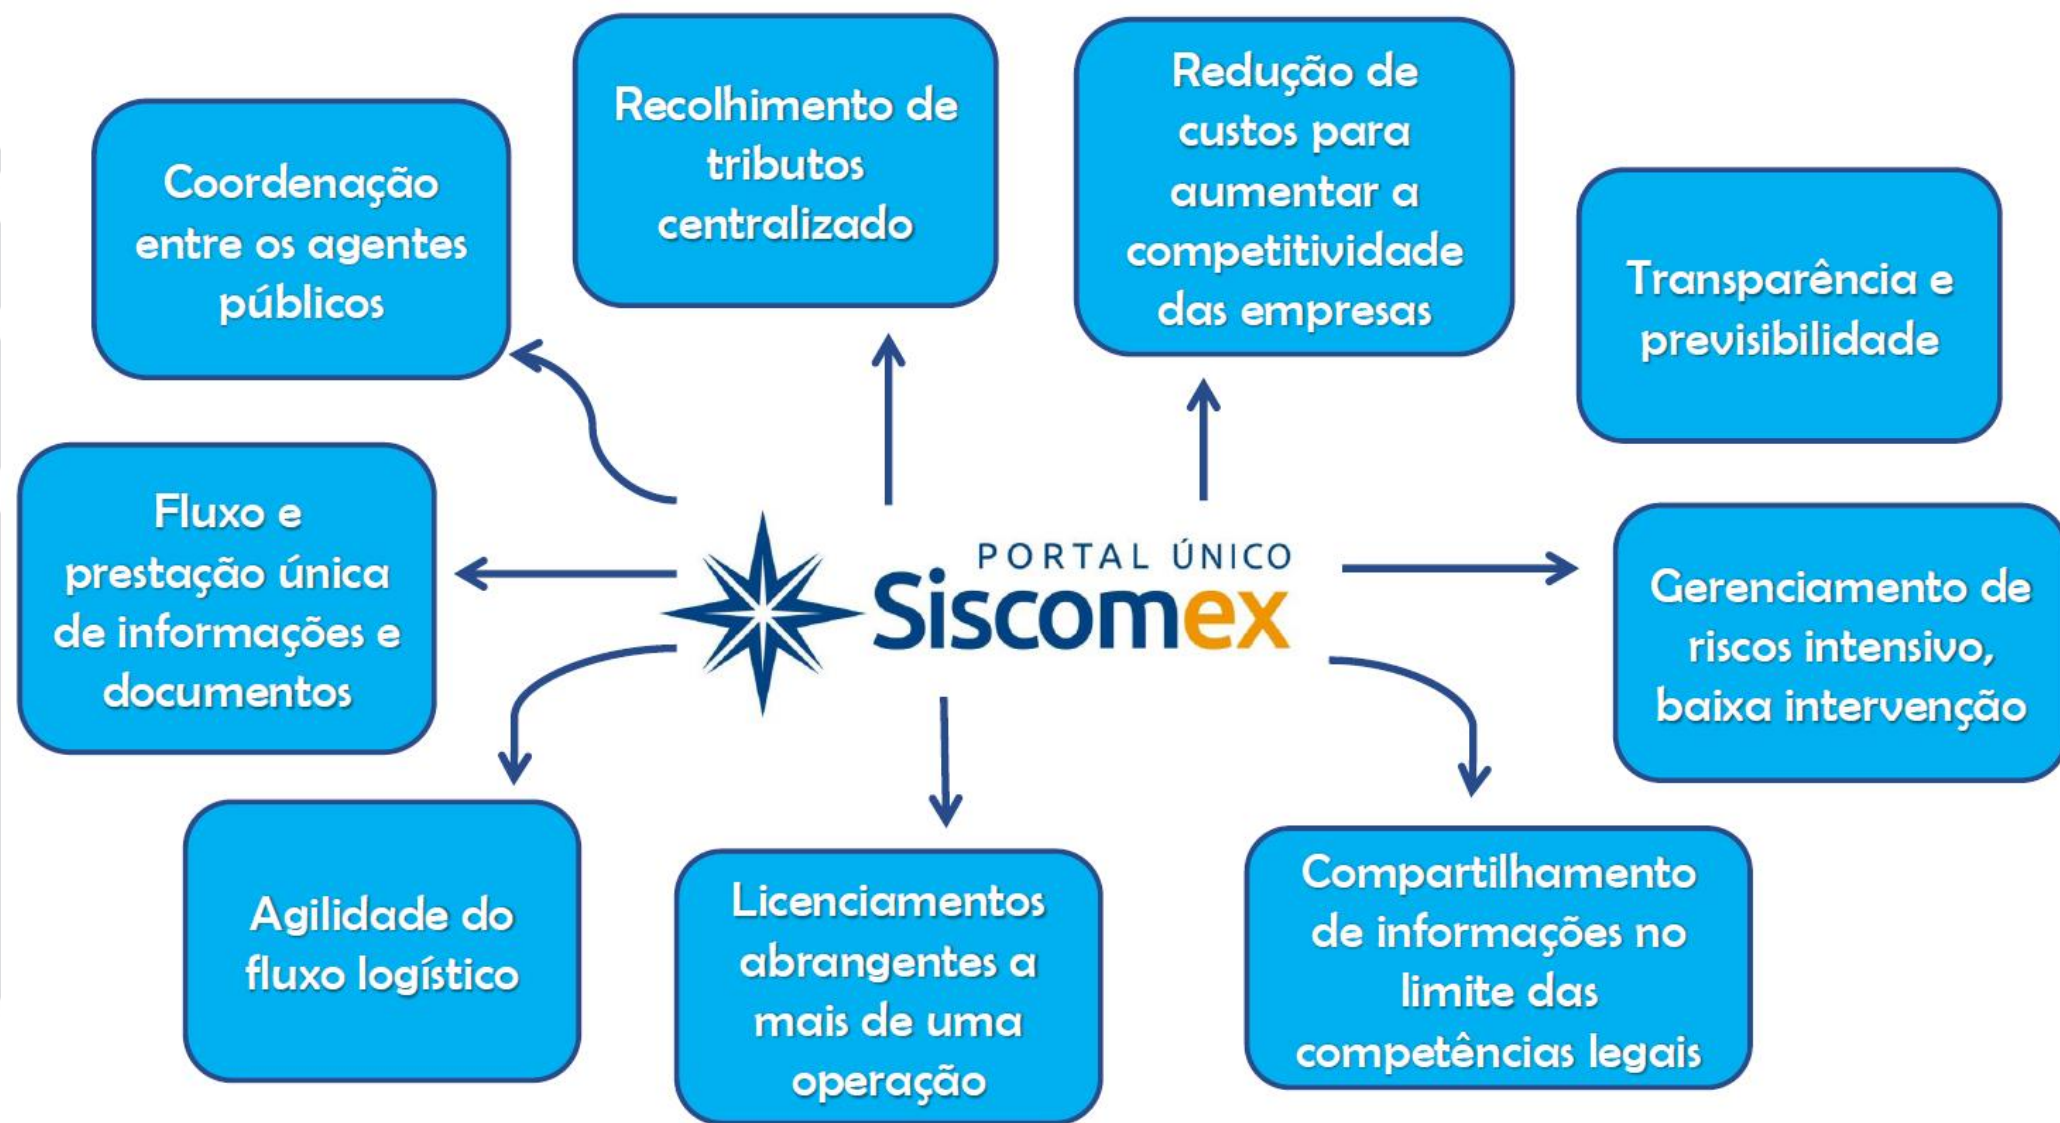 Coordenação
entre os agentes
públicos
Recolhimento de
tributos
centralizado
Redução de
custos para
aumentar a
competitividade
das empresas
Transparência e
previsibilidade
Fluxo e
prestação única
de informações e
documentos
PORTAL ÚNICO
Siscomex
Gerenciamento de
riscos intensivo,
baixa intervenção
Agilidade do
fluxo logístico
Licenciamentos
abrangentes a
mais de uma
operação
Compartilhamento
de informações no
limite das
competências legais